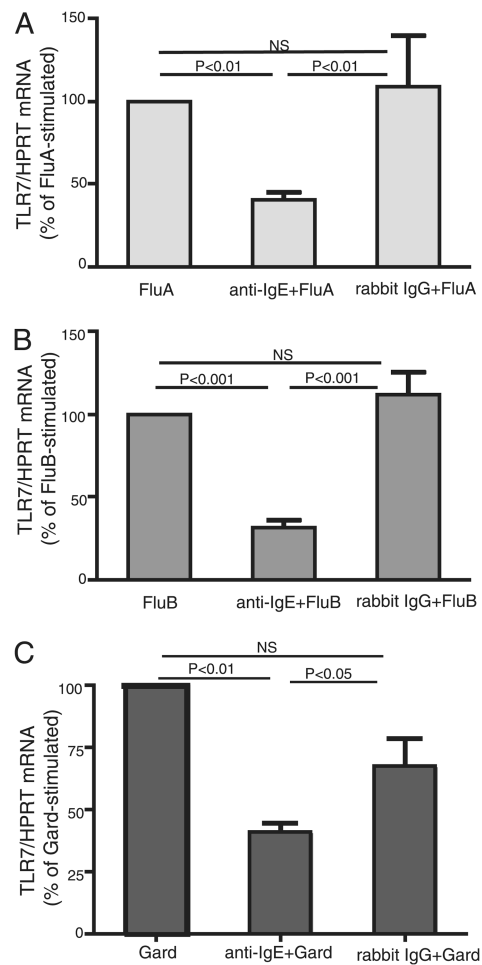 A
TLR7/HPRT mRNA
(% of FluA-stimulated)
150
100
50
0
NS
P<0.01 P<0.01
FluA anti-IgE+FluA rabbit IgG+FluA
B
TLR7/HPRT mRNA
(% of FluB-stimulated)
150
100
50
0
NS
P<0.001 P<0.001
FluB anti-IgE+FluB rabbit IgG+FluB
C
TLR7/HPRT mRNA
(% of Gard-stimulated)
100
75
50
25
0
NS
P<0.01 P<0.05
Gard anti-IgE+Gard rabbit IgG+Gard